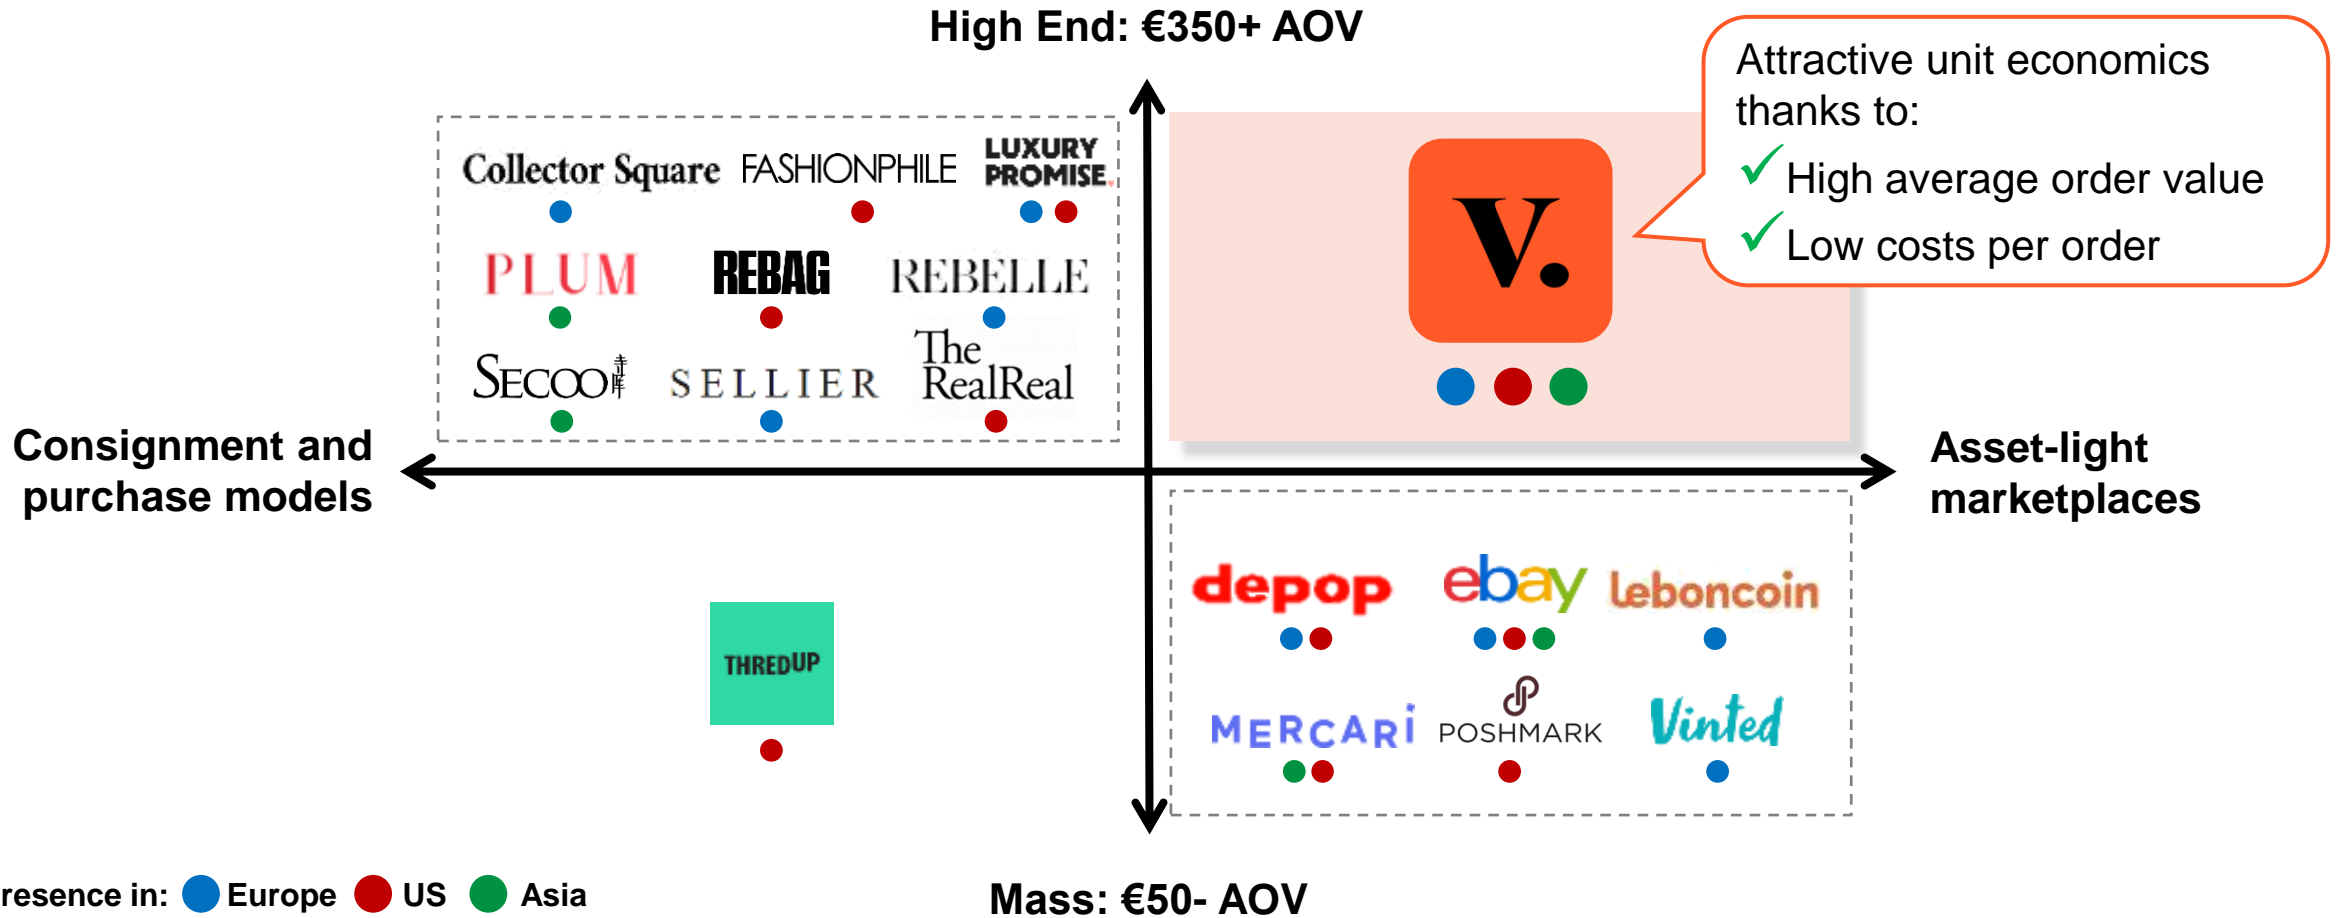 High End: €350+ AOV
Attractive unit economics
thanks to:
High average order value
Low costs per order
Collector Square
FASHIONPHILE
LUXURY
PROMISE.
V.
PLUM
REBAG
REBELLE
SECOO
SELLIER
The
RealReal
Consignment and
purchase models
Asset-light
marketplaces
depop
ebay
leboncoin
THREDUP
MERCARI
POSHMARK
Vinted
resence in:
Europe
US
Asia
Mass: €50- AOV